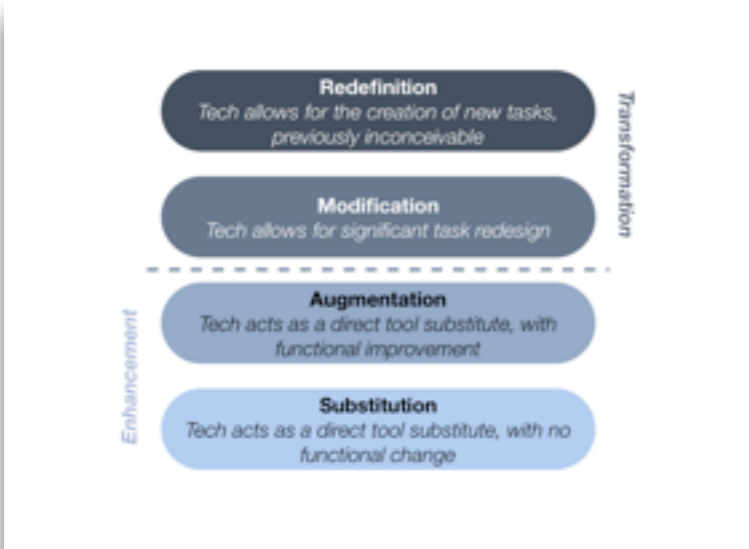 Redefinition
Tech allows for the creation of new tasks,
previously inconceivable
Transformation
Modification
Tech allows for significant task redesign
Augmentation
Tech acts as a direct tool substitute, with
functional improvement
Enhancement
Substitution
Tech acts as a direct tool substitute, with no
functional change